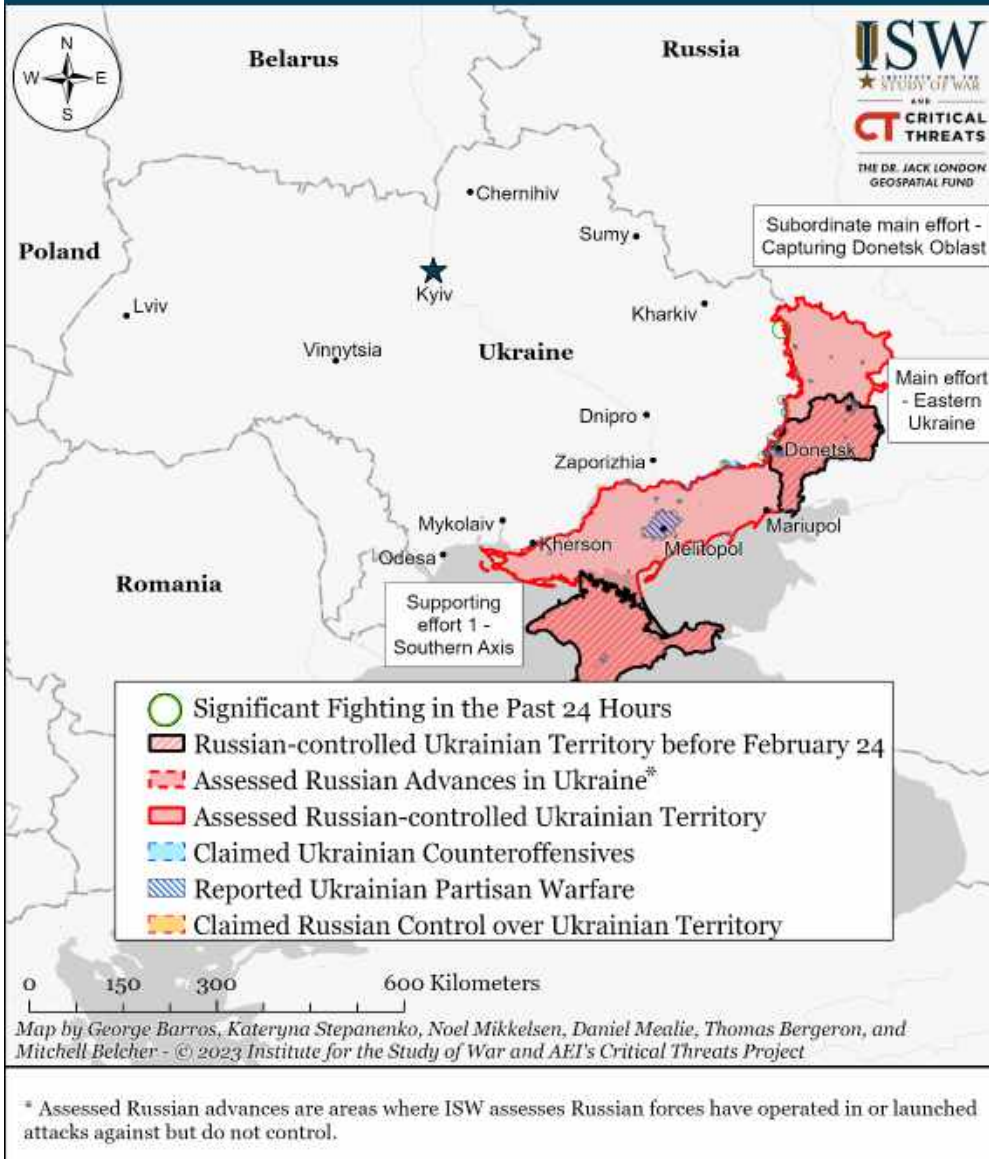 N
W
E
S
Belarus
Russia
ISW
INSTITUTE FOR THE
STUDY OF WAR
AND
CT CRITICAL
THREATS
THE DR. JACK LONDON
GEOSPATIAL FUND
Chernihiv
Sumy
Subordinate main effort -
Capturing Donetsk Oblast
Poland
Kyiv
Lviv
Kharkiv
Vinnytsia
Ukraine
Main effort
- Eastern
Ukraine
Dnipro
Donetsk
Zaporizhia
Mykolaiv
Mariupol
Kherson
Melitopol
Odesa
Romania
Supporting
effort 1 -
Southern Axis
Significant Fighting in the Past 24 Hours
Russian-controlled Ukrainian Territory before February 24
Assessed Russian Advances in Ukraine*
Assessed Russian-controlled Ukrainian Territory
Claimed Ukrainian Counteroffensives
Reported Ukrainian Partisan Warfare
Claimed Russian Control over Ukrainian Territory
0 150 300 600 Kilometers
Map by George Barros, Kateryna Stepanenko, Noel Mikkelsen, Daniel Mealie, Thomas Bergeron, and
Mitchell Belcher - © 2023 Institute for the Study of War and AEI's Critical Threats Project
* Assessed Russian advances are areas where ISW assesses Russian forces have operated in or launched
attacks against but do not control.